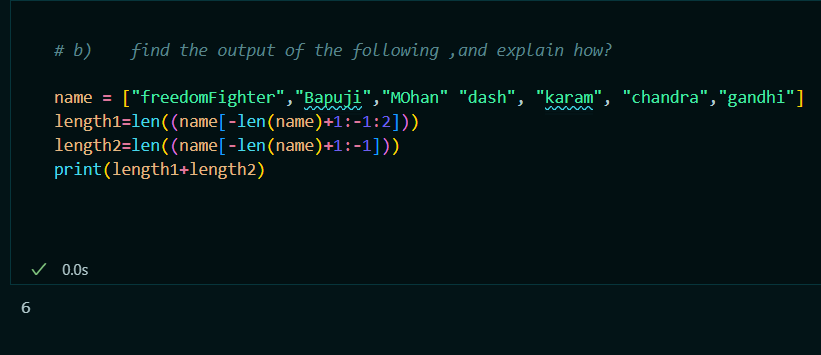 # b)    find the output of the following ,and explain how?
name = ["freedomFighter","Bapuji","MOhan" "dash", "karam", "chandra","gandhi"]
length1=len((name[-len(name)+1:-1:2]))
length2=len((name[-len(name)+1:-1]))
print(length1+length2)
0.0s
6